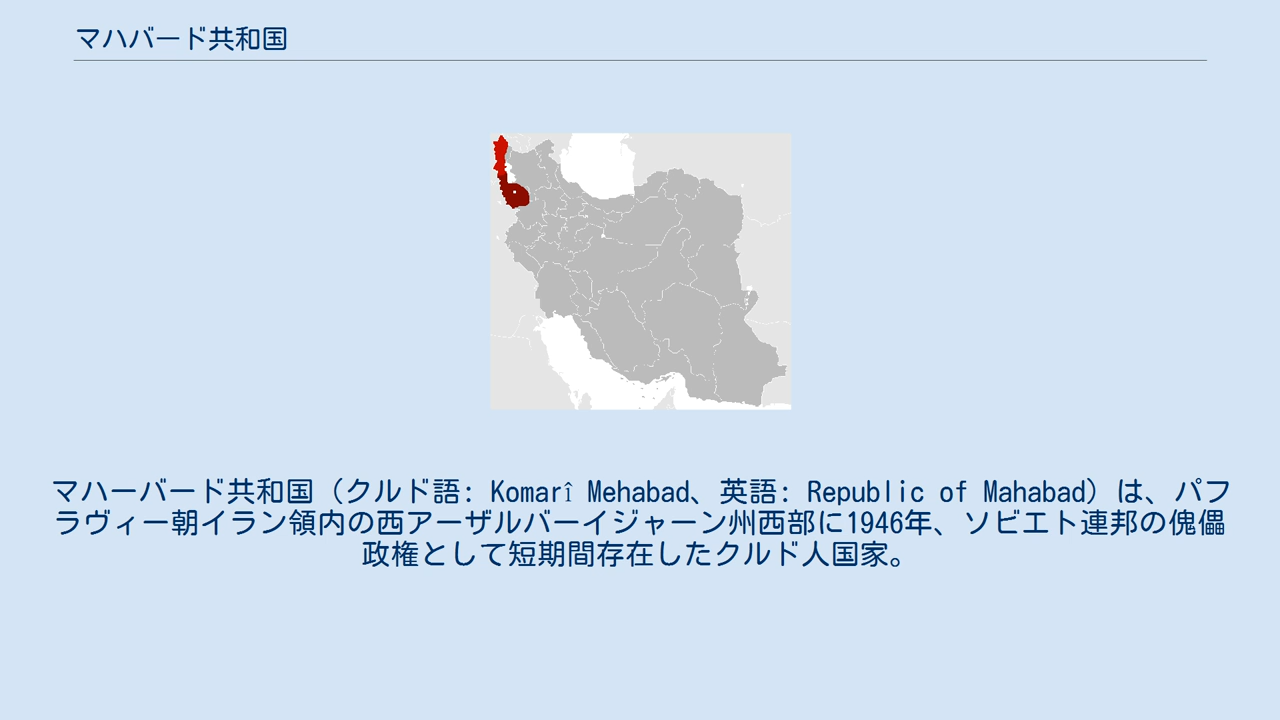 マハバード共和国
マハーバード共和国（クルド語: Komarî Mehabad、英語: Republic of Mahabad）は、パフ
ラヴィー朝イラン領内の西アーザルバーイジャーン州西部に1946年、ソビエト連邦の傀儡
政権として短期間存在したクルド人国家。